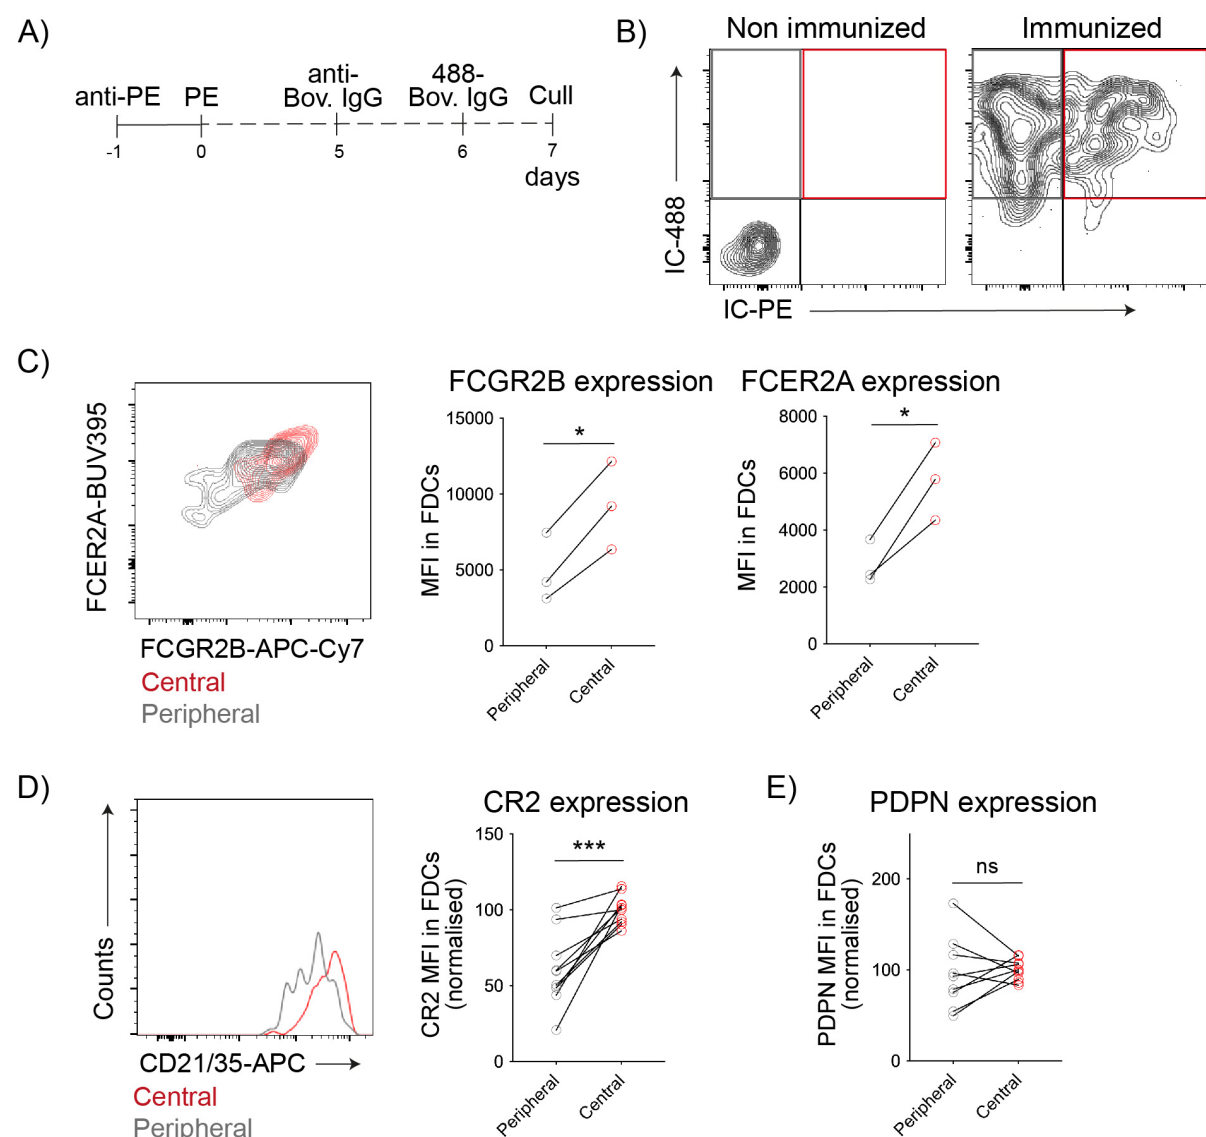 A)
anti-PE PE anti-Bov. IgG 488-Bov. IgG Cull
-1 0 5 6 7
days
B)
Non immunized Immunized
IC-488
IC-PE
C)
FCER2A-BUV395
FCGR2B-APC-Cy7
Central
Peripheral
FCGR2B expression
MFI in FDCs
15000
10000
5000
0
*
Peripheral Central
FCER2A expression
MFI in FDCs
8000
6000
4000
2000
0
*
Peripheral Central
D)
Counts
CD21/35-APC
Central
Peripheral
CR2 expression
CR2 MFI in FDCs
(normalised)
150
100
50
0
***
Peripheral Central
E)
PDPN expression
PDPN MFI in FDCs
(normalised)
200
100
0
ns
Peripheral Central